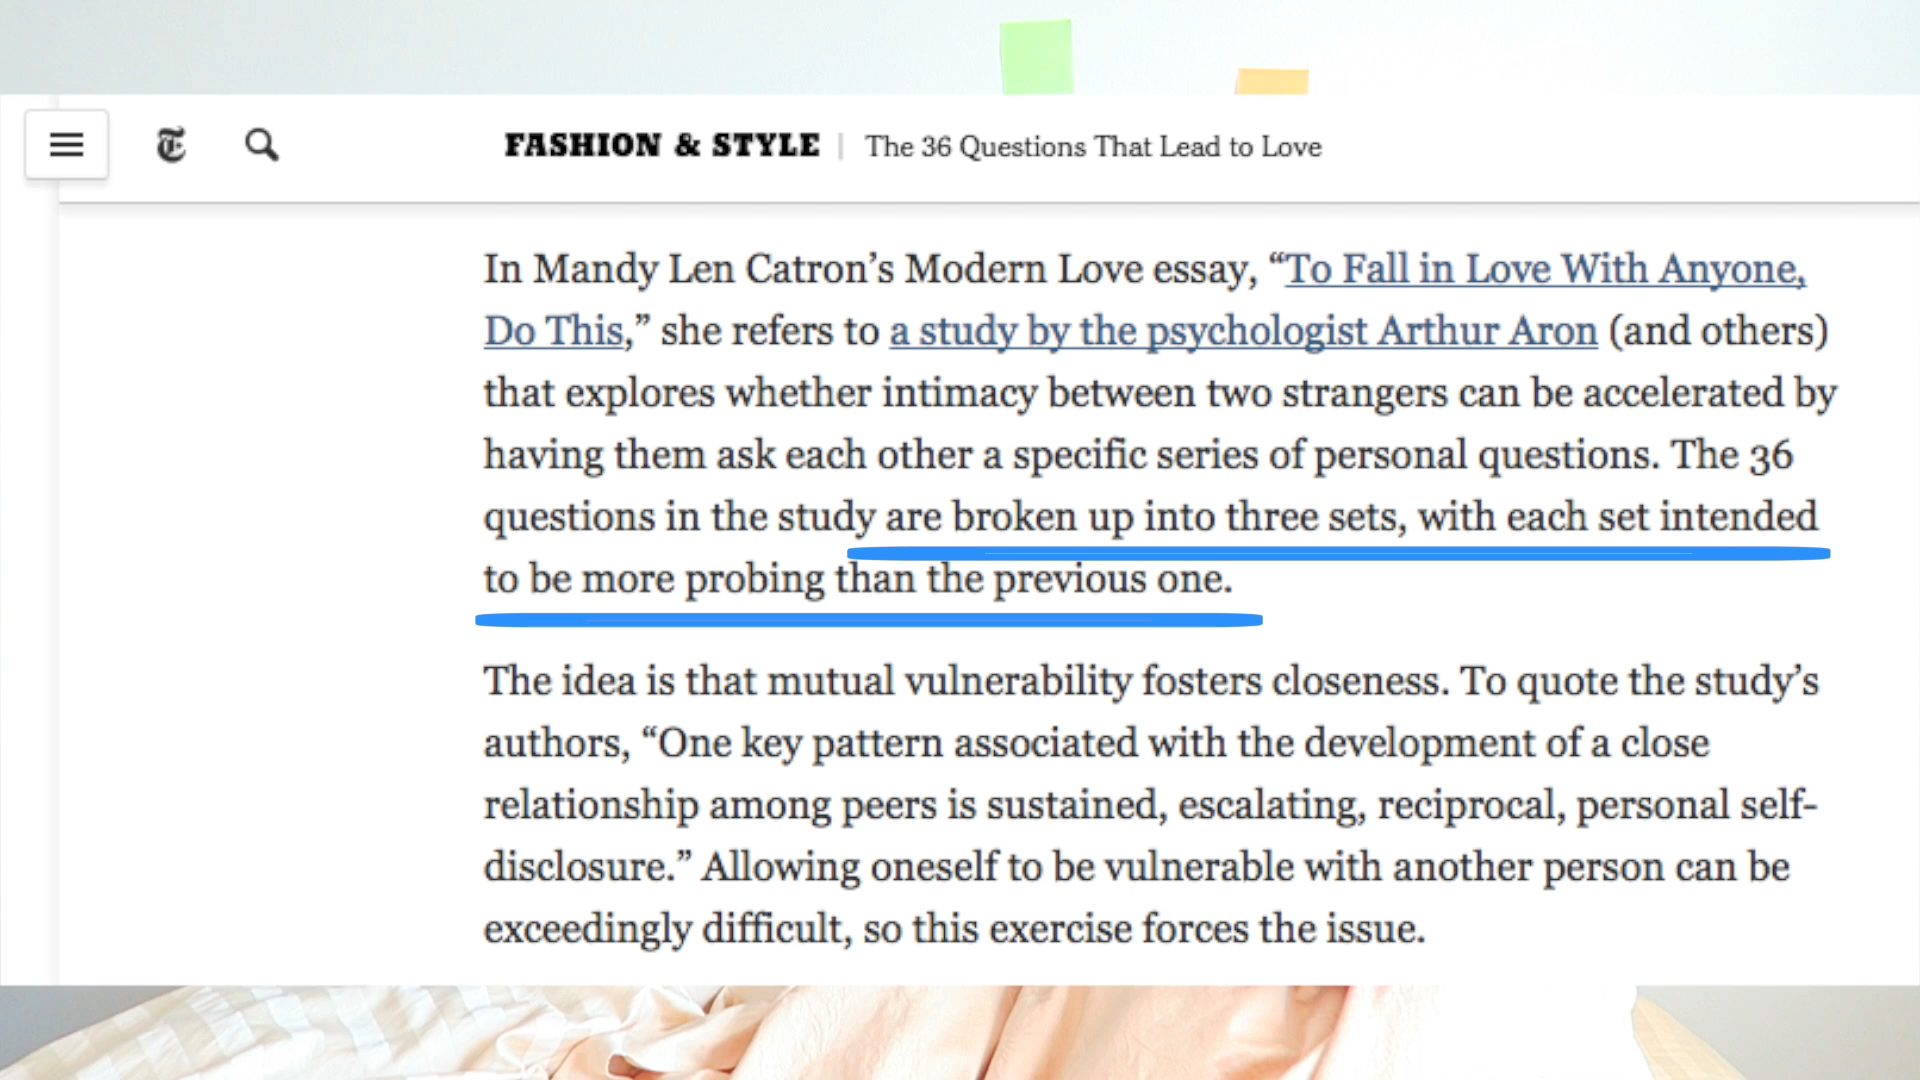 FASHION & STYLE | The 36 Questions That Lead to Love
In Mandy Len Catron’s Modern Love essay, “To Fall in Love With Anyone,
Do This,” she refers to a study by the psychologist Arthur Aron (and others)
that explores whether intimacy between two strangers can be accelerated by
having them ask each other a specific series of personal questions. The 36
questions in the study are broken up into three sets, with each set intended
to be more probing than the previous one.
The idea is that mutual vulnerability fosters closeness. To quote the study’s
authors, “One key pattern associated with the development of a close
relationship among peers is sustained, escalating, reciprocal, personal self-
disclosure.” Allowing oneself to be vulnerable with another person can be
exceedingly difficult, so this exercise forces the issue.